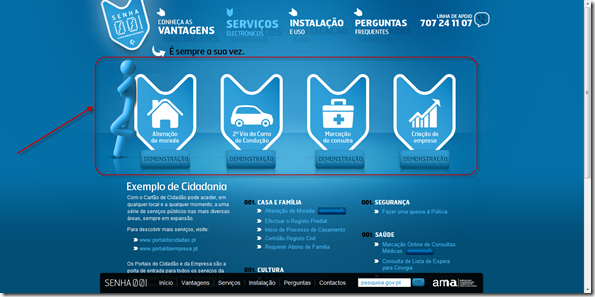 SENHA
001
CONHEÇA AS
VANTAGENS
SERVIÇOS
ELECTRÓNICOS
INSTALAÇÃO
E USO
PERGUNTAS
FREQUENTES
LINHA DE APOIO
707 24 11 07
É sempre a sua vez.
Alteração
de morada
2ª Via da Carta
de Condução
Marcação
de consulta
Criação de
empresa
DEMONSTRAÇÃO
DEMONSTRAÇÃO
DEMONSTRAÇÃO
DEMONSTRAÇÃO
Exemplo de Cidadania
Com o Cartão de Cidadão pode aceder, em
qualquer local e a qualquer momento, a uma
série de serviços públicos nas mais diversas
áreas, sempre em expansão.
Para descobrir mais serviços, visite:
www.portaldocidadao.pt
www.portaldaempresa.pt
Os Portais do Cidadão e da Empresa são a
porta de entrada para todos os serviços da
001. CASA E FAMÍLIA
Alteração de Morada
Efectuar o Registo Predial
Início de Processo de Casamento
Certidão Registo Civil
Requerer Abono de Família
001. CULTURA
001. SEGURANÇA
Fazer uma queixa à Polícia
001. SAÚDE
Marcação Online de Consultas
Médicas
Consulta da Lista de Espera
para Cirurgia
SENHA 001
Início
Vantagens
Serviços
Instalação
Perguntas
Contactos
pesquisa.gov.pt
ama